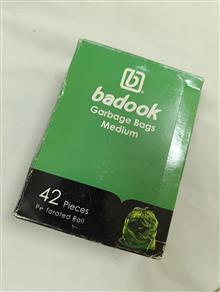 b
badook
Garbage Bags
Medium
42 Pieces
Perforated Roll